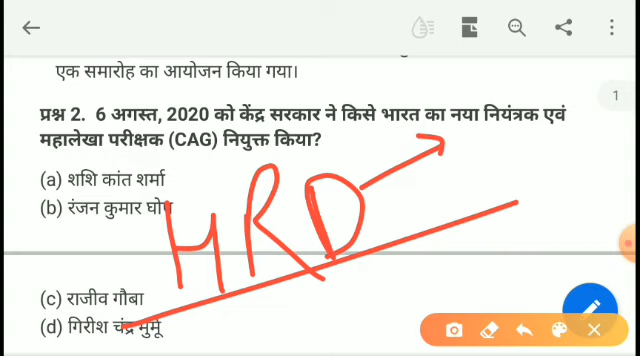 एक समारोह का आयोजन किया गया।
1
प्रश्न 2. 6 अगस्त, 2020 को केंद्र सरकार ने किसे भारत का नया नियंत्रक एवं
महालेखा परीक्षक (CAG) नियुक्त किया?
(a) शशि कांत शर्मा
(b) रंजन कुमार घोष
HRD
(c) राजीव गौबा
(d) गिरीश चंद्र मुर्मू